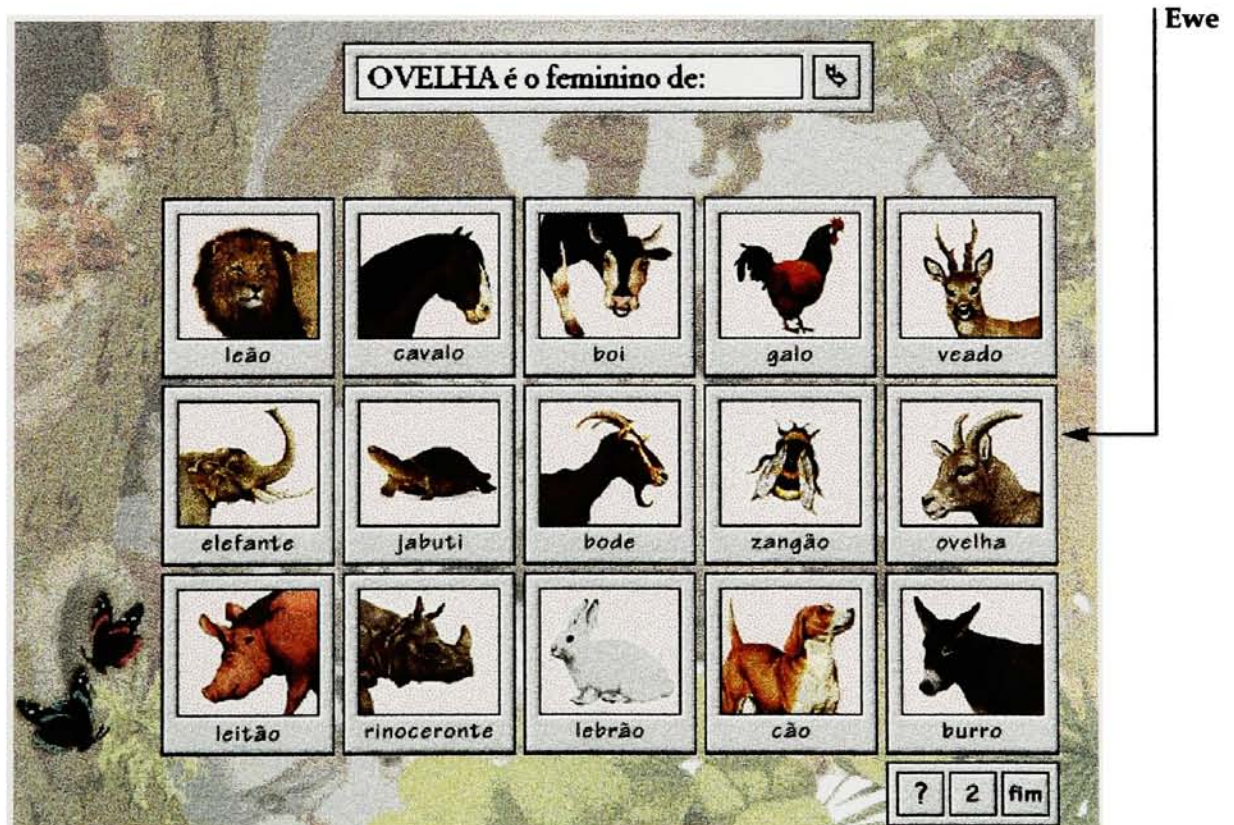 Ewe
OVELHA é o feminino de:
leão
cavalo
boi
galo
veado
elefante
jabuti
bode
zangão
ovelha
leitão
rinoceronte
lebrão
cão
burro
?
2
fim